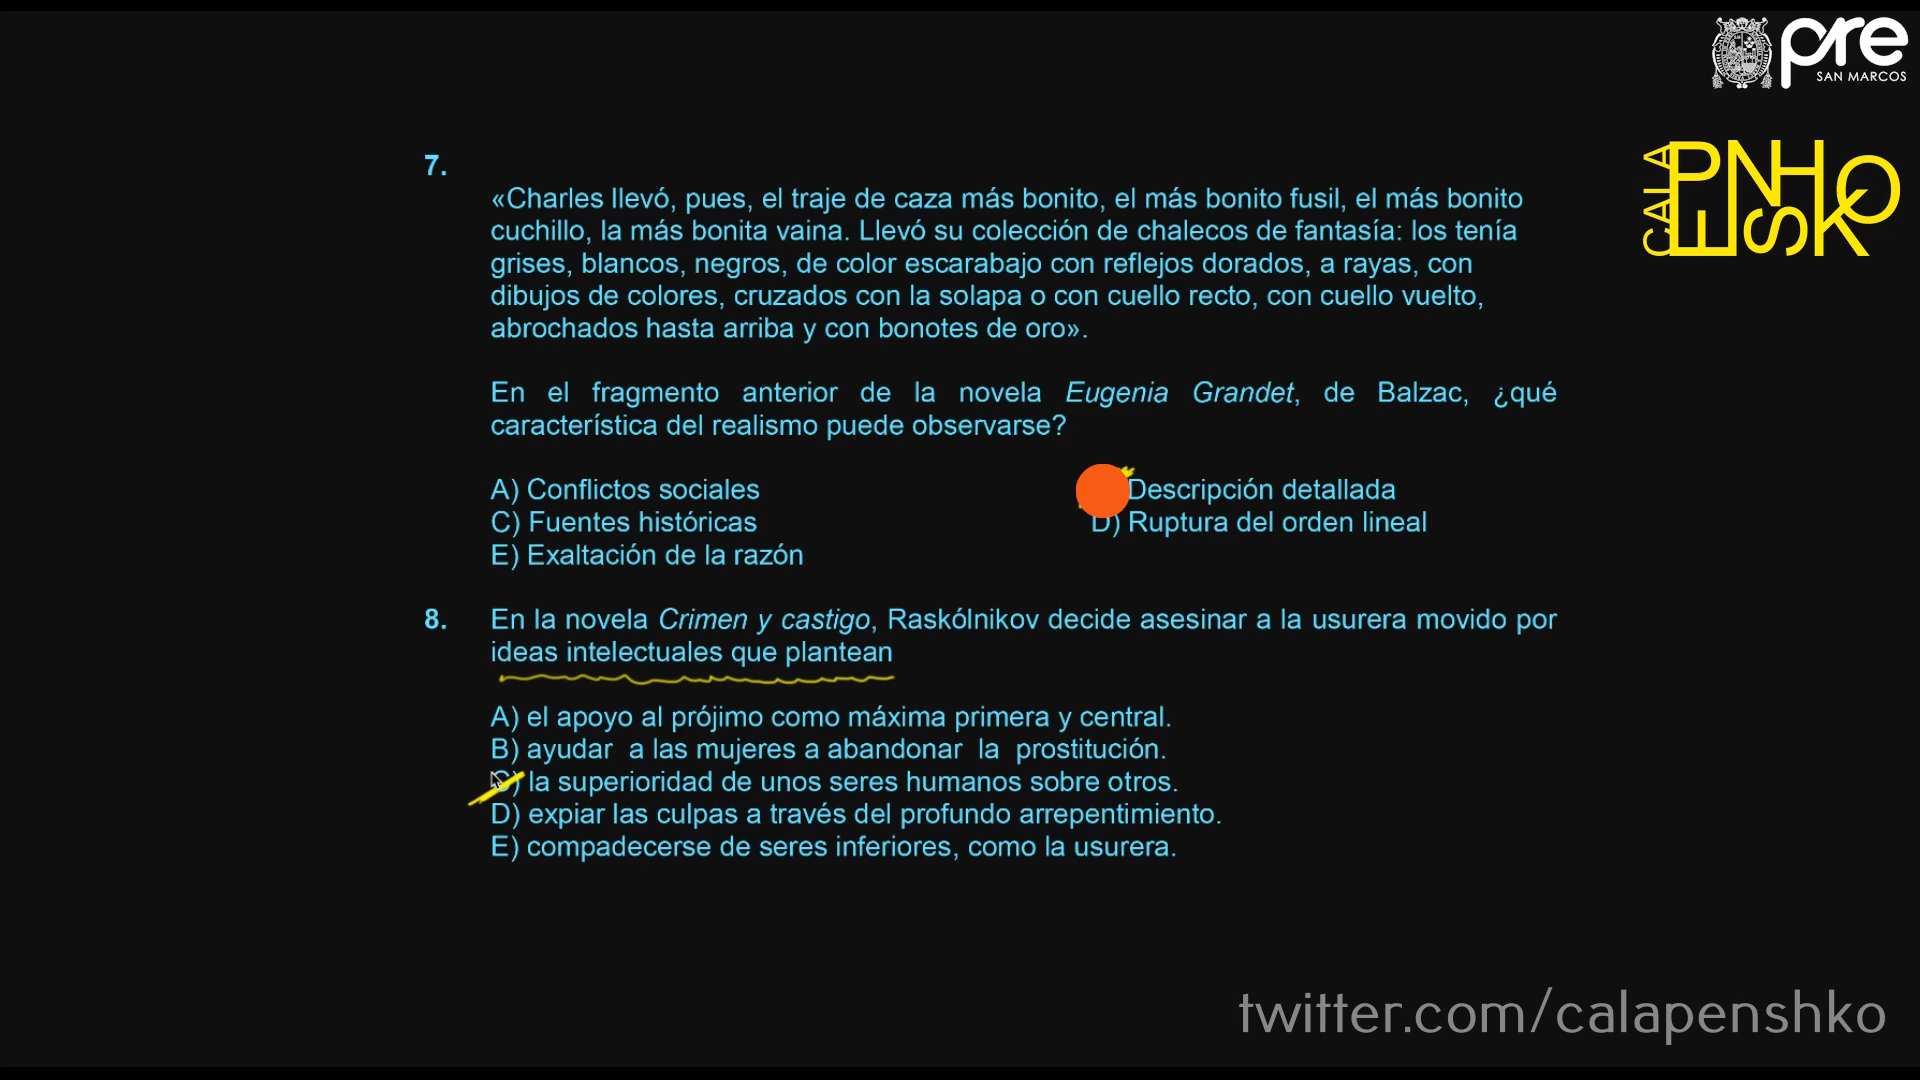 pre
SAN MARCOS
CALA
PENSHKO
7.
«Charles llevó, pues, el traje de caza más bonito, el más bonito fusil, el más bonito
cuchillo, la más bonita vaina. Llevó su colección de chalecos de fantasía: los tenía
grises, blancos, negros, de color escarabajo con reflejos dorados, a rayas, con
dibujos de colores, cruzados con la solapa o con cuello recto, con cuello vuelto,
abrochados hasta arriba y con bonotes de oro».
En el fragmento anterior de la novela Eugenia Grandet, de Balzac, ¿qué
característica del realismo puede observarse?
A) Conflictos sociales
Descripción detallada
C) Fuentes históricas
D) Ruptura del orden lineal
E) Exaltación de la razón
8. En la novela Crimen y castigo, Raskólnikov decide asesinar a la usurera movido por
ideas intelectuales que plantean
A) el apoyo al prójimo como máxima primera y central.
B) ayudar a las mujeres a abandonar la prostitución.
C) la superioridad de unos seres humanos sobre otros.
D) expiar las culpas a través del profundo arrepentimiento.
E) compadecerse de seres inferiores, como la usurera.
twitter.com/calapenshko